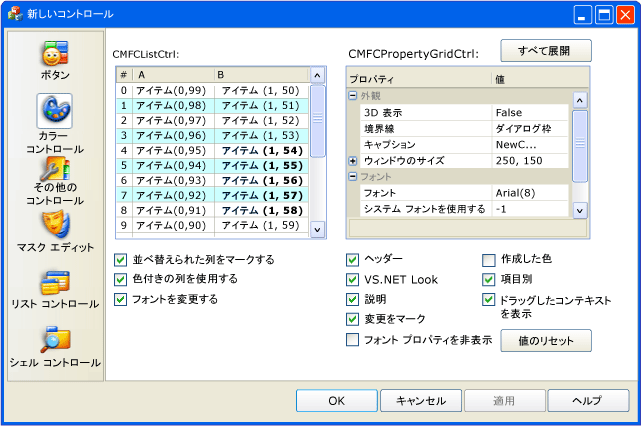 新しいコントロール
ボタン
カラー
コントロール
その他の
コントロール
マスク エディット
リスト コントロール
シェル コントロール
CMFCListCtrl:
# A B
0 アイテム(0,99) アイテム (1, 50)
1 アイテム(0,98) アイテム (1, 51)
2 アイテム(0,97) アイテム (1, 52)
3 アイテム(0,96) アイテム (1, 53)
4 アイテム(0,95) アイテム (1, 54)
5 アイテム(0,94) アイテム (1, 55)
6 アイテム(0,93) アイテム (1, 56)
7 アイテム(0,92) アイテム (1, 57)
8 アイテム(0,91) アイテム (1, 58)
9 アイテム(0,90) アイテム (1, 59)
並べ替えられた列をマークする
色付きの列を使用する
フォントを変更する
CMFCPropertyGridCtrl:
すべて展開
プロパティ 値
外観
3D 表示 False
境界線 ダイアログ枠
キャプション NewC...
ウィンドウのサイズ 250, 150
フォント
フォント Arial(8)
システム フォントを使用する -1
ヘッダー
VS.NET Look
説明
変更をマーク
フォント プロパティを非表示
作成した色
項目別
ドラッグしたコンテキスト
を表示
値のリセット
OK
キャンセル
適用
ヘルプ